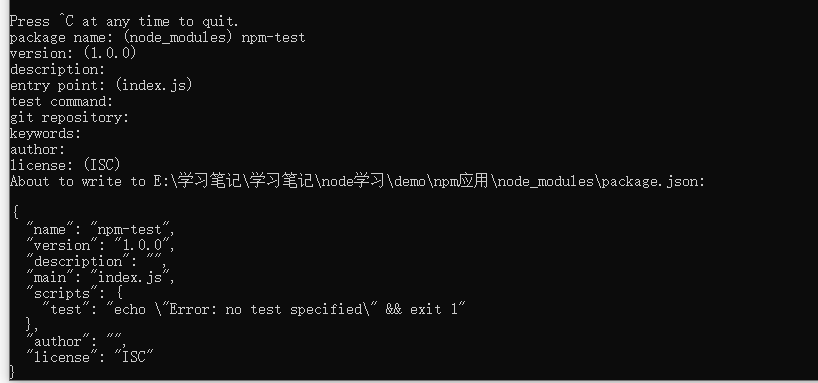 Press ^C at any time to quit.
package name: (node_modules) npm-test
version: (1.0.0)
description:
entry point: (index.js)
test command:
git repository:
keywords:
author:
license: (ISC)
About to write to E:\学习笔记\学习笔记\node学习\demo\npm应用\node_modules\package.json:
{
"name": "npm-test",
"version": "1.0.0",
"description": "",
"main": "index.js",
"scripts": {
"test": "echo \"Error: no test specified\" && exit 1"
},
"author": "",
"license": "ISC"
}